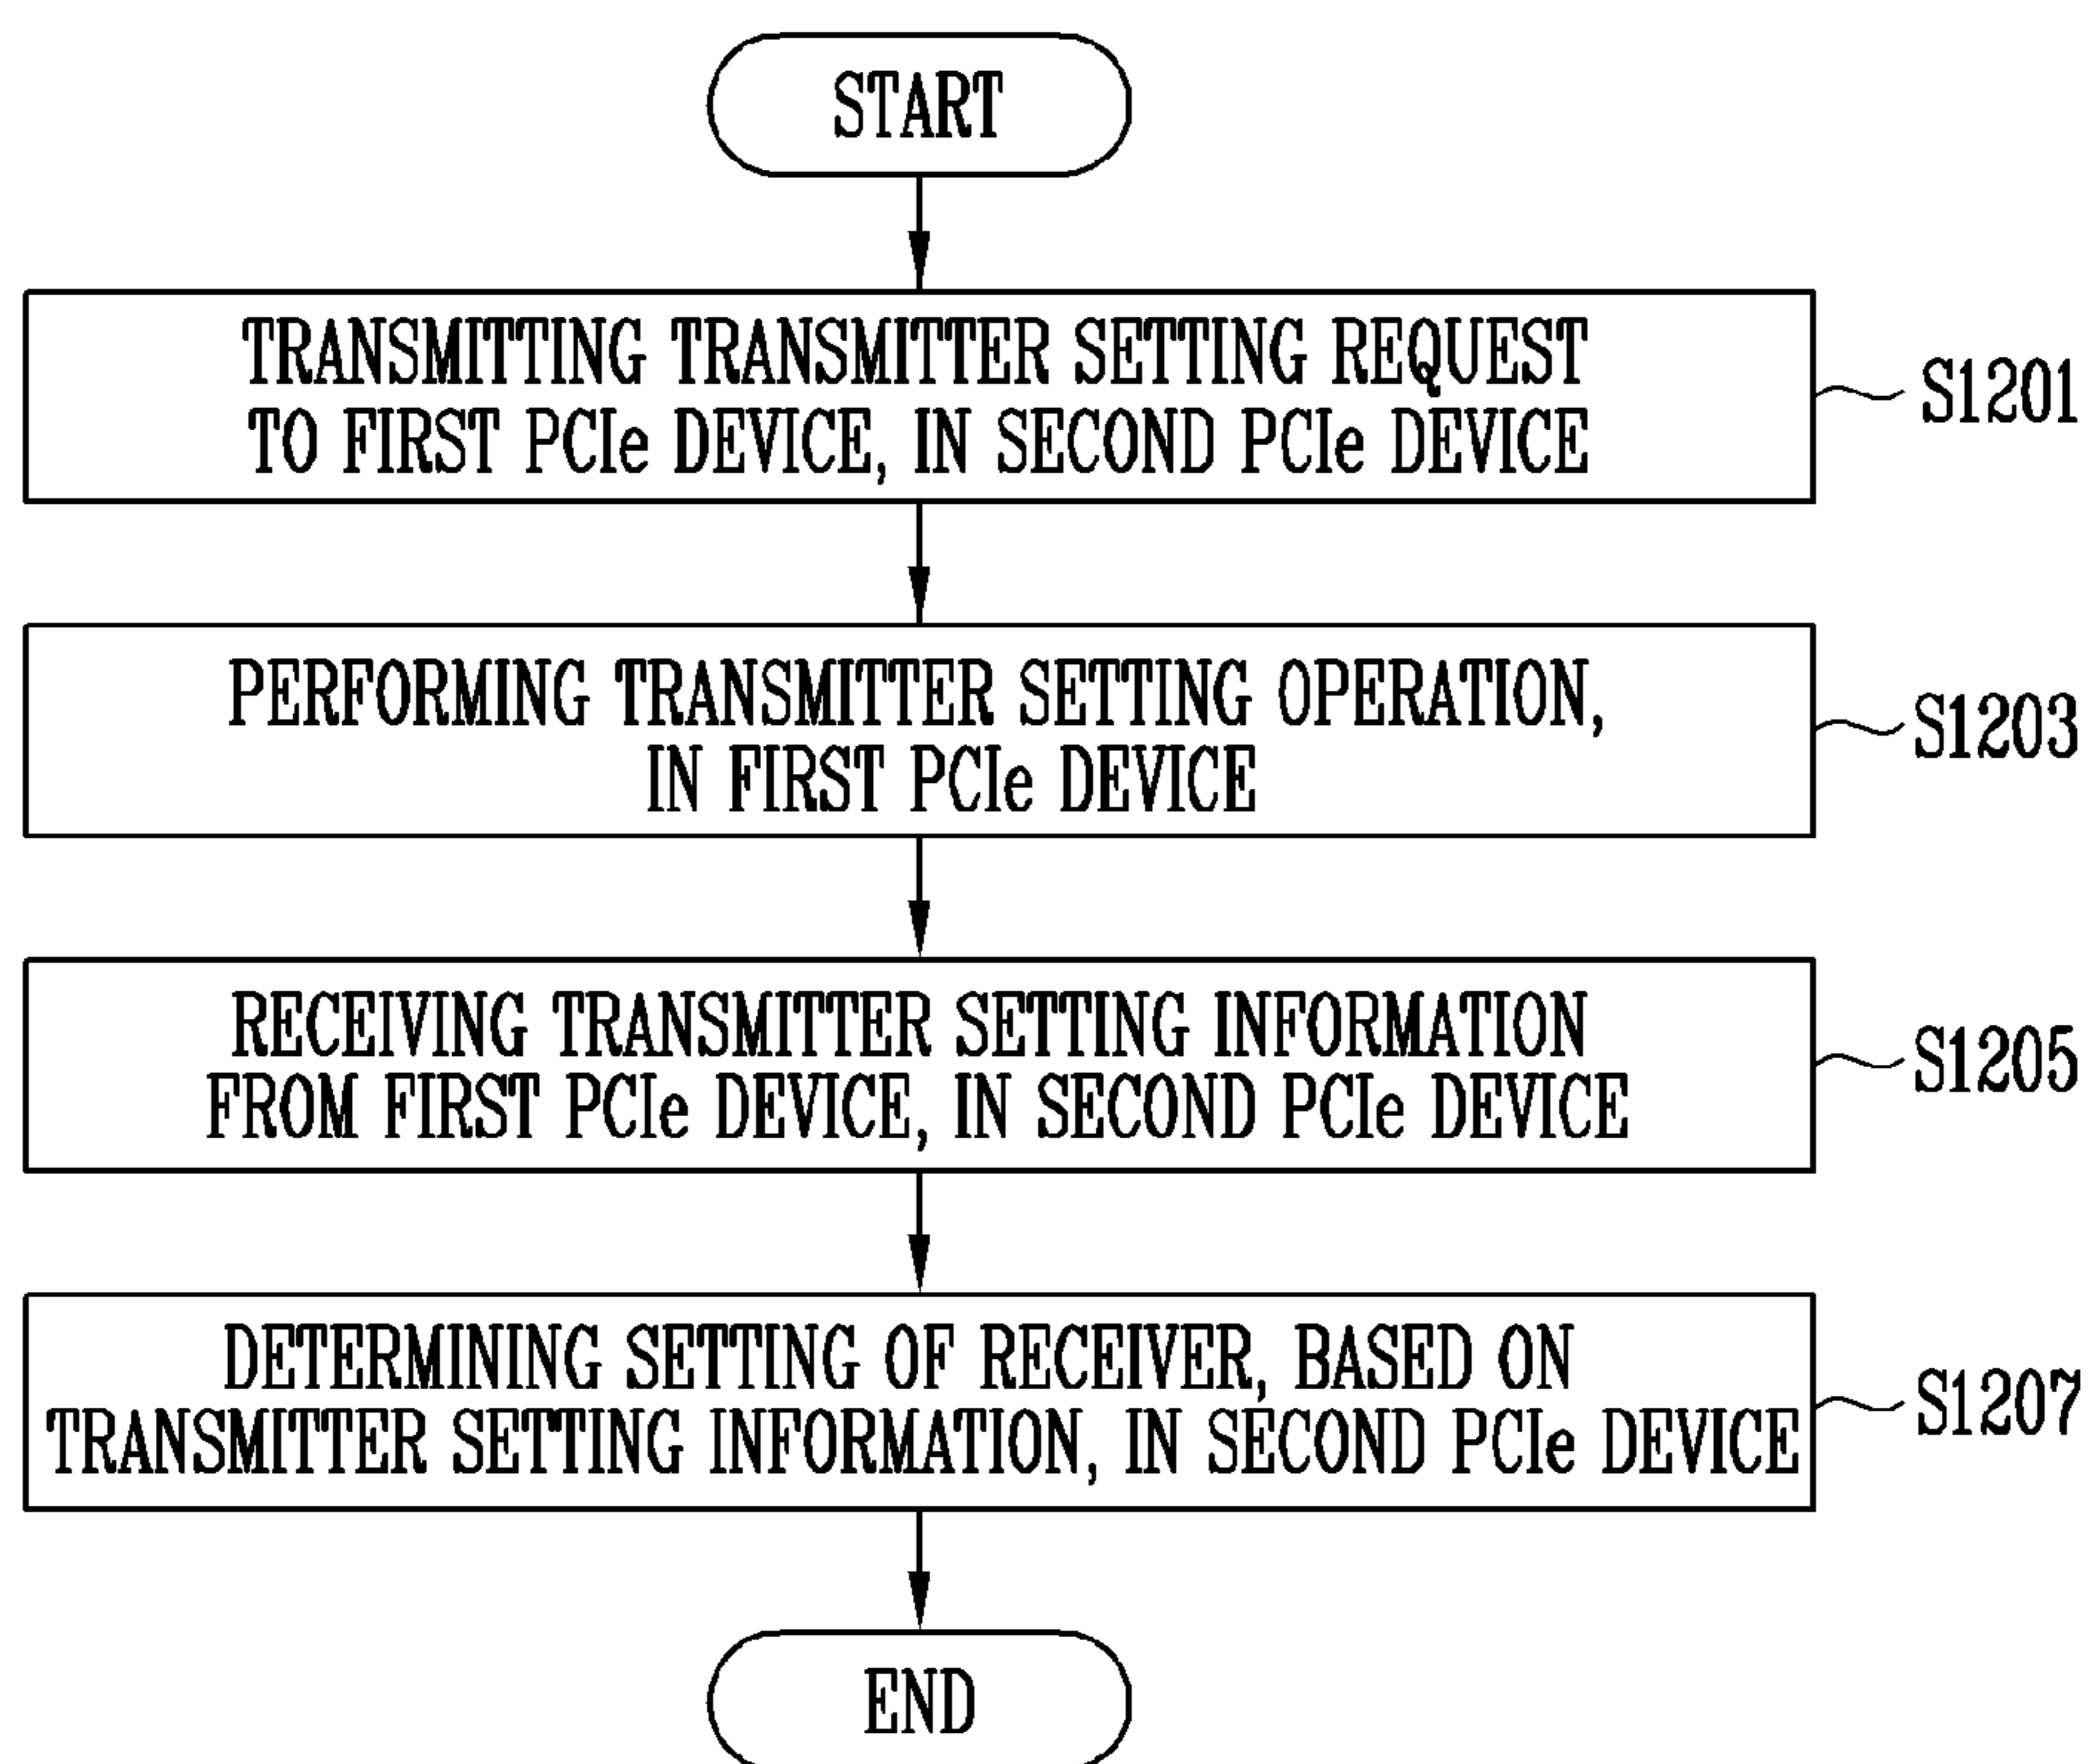 START
TRANSMITTING TRANSMITTER SETTING REQUEST
TO FIRST PCIe DEVICE, IN SECOND PCIe DEVICE
S1201
PERFORMING TRANSMITTER SETTING OPERATION,
IN FIRST PCIe DEVICE
S1203
RECEIVING TRANSMITTER SETTING INFORMATION
FROM FIRST PCIe DEVICE, IN SECOND PCIe DEVICE
S1205
DETERMINING SETTING OF RECEIVER, BASED ON
TRANSMITTER SETTING INFORMATION, IN SECOND PCIe DEVICE
S1207
END